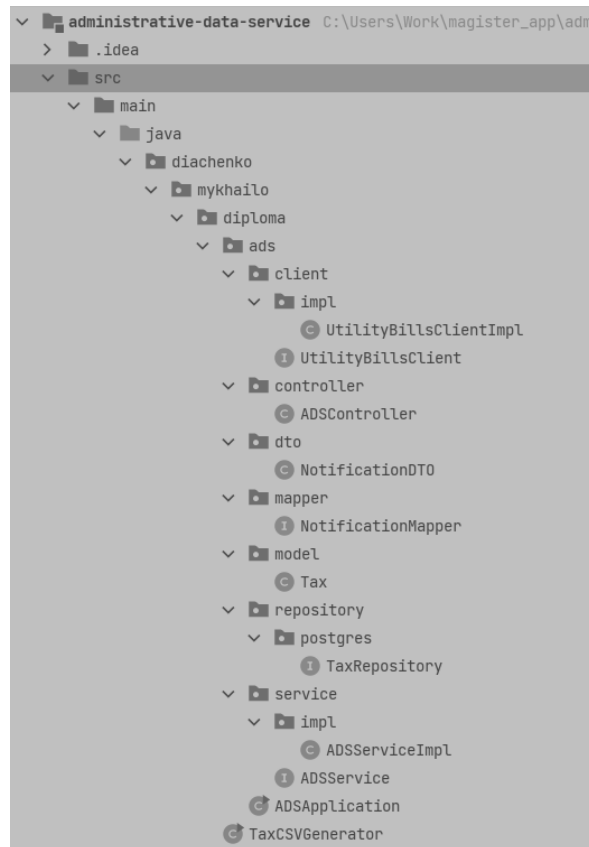 administrative-data-service C:\Users\Work\magister_app\adm
.idea
src
main
java
diachenko
mykhailo
diploma
ads
client
impl
C UtilityBillsClientImpl
I UtilityBillsClient
controller
C ADSController
dto
C NotificationDTO
mapper
I NotificationMapper
model
C Tax
repository
postgres
I TaxRepository
service
impl
C ADSServiceImpl
I ADSService
C ADSApplication
C TaxCSVGenerator